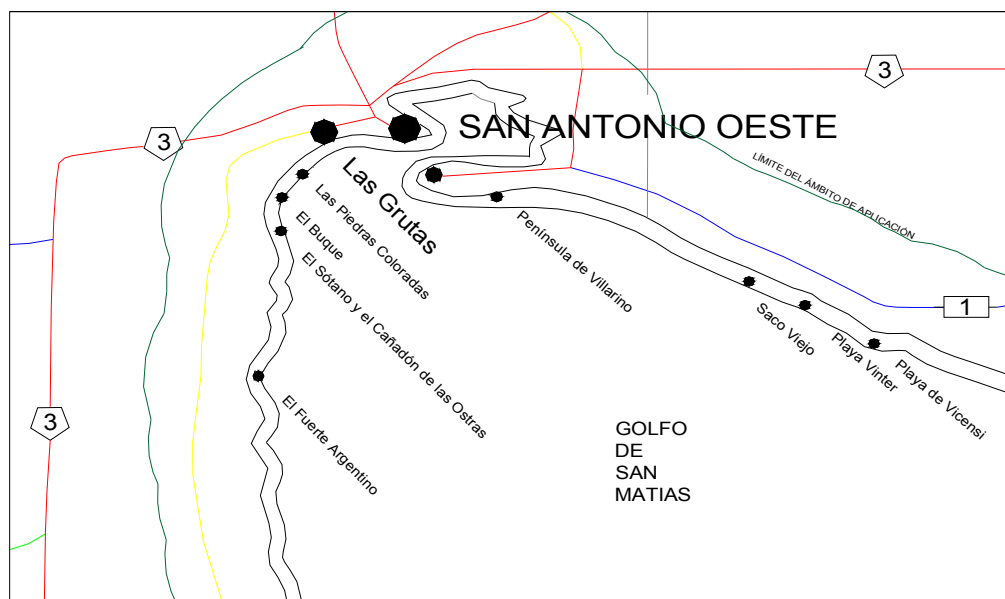 3
3
SAN ANTONIO OESTE
LÍMITE DEL ÁMBITO DE APLICACIÓN
Las Grutas
Las Piedras Coloradas
El Buque
El Sótano y el Cañadón de las Ostras
Península de Villarino
Saco Viejo
Playa Vinter
Playa de Vicensi
1
El Fuerte Argentino
3
GOLFO
DE
SAN
MATIAS